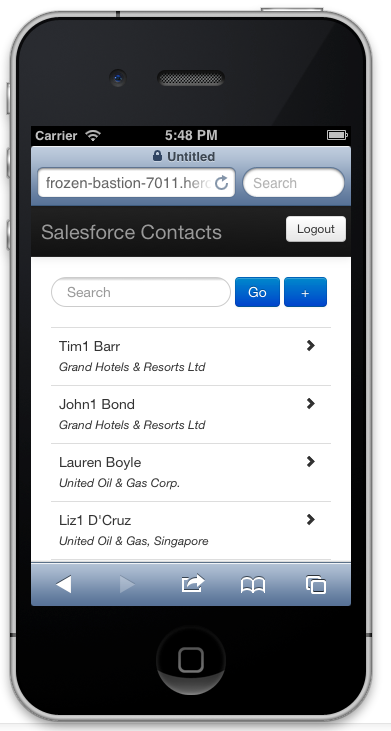 Carrier 5:48 PM
Untitled
frozen-bastion-7011.herc Search
Salesforce Contacts Logout
Search Go +
Tim1 Barr
Grand Hotels & Resorts Ltd
John1 Bond
Grand Hotels & Resorts Ltd
Lauren Boyle
United Oil & Gas Corp.
Liz1 D'Cruz
United Oil & Gas, Singapore